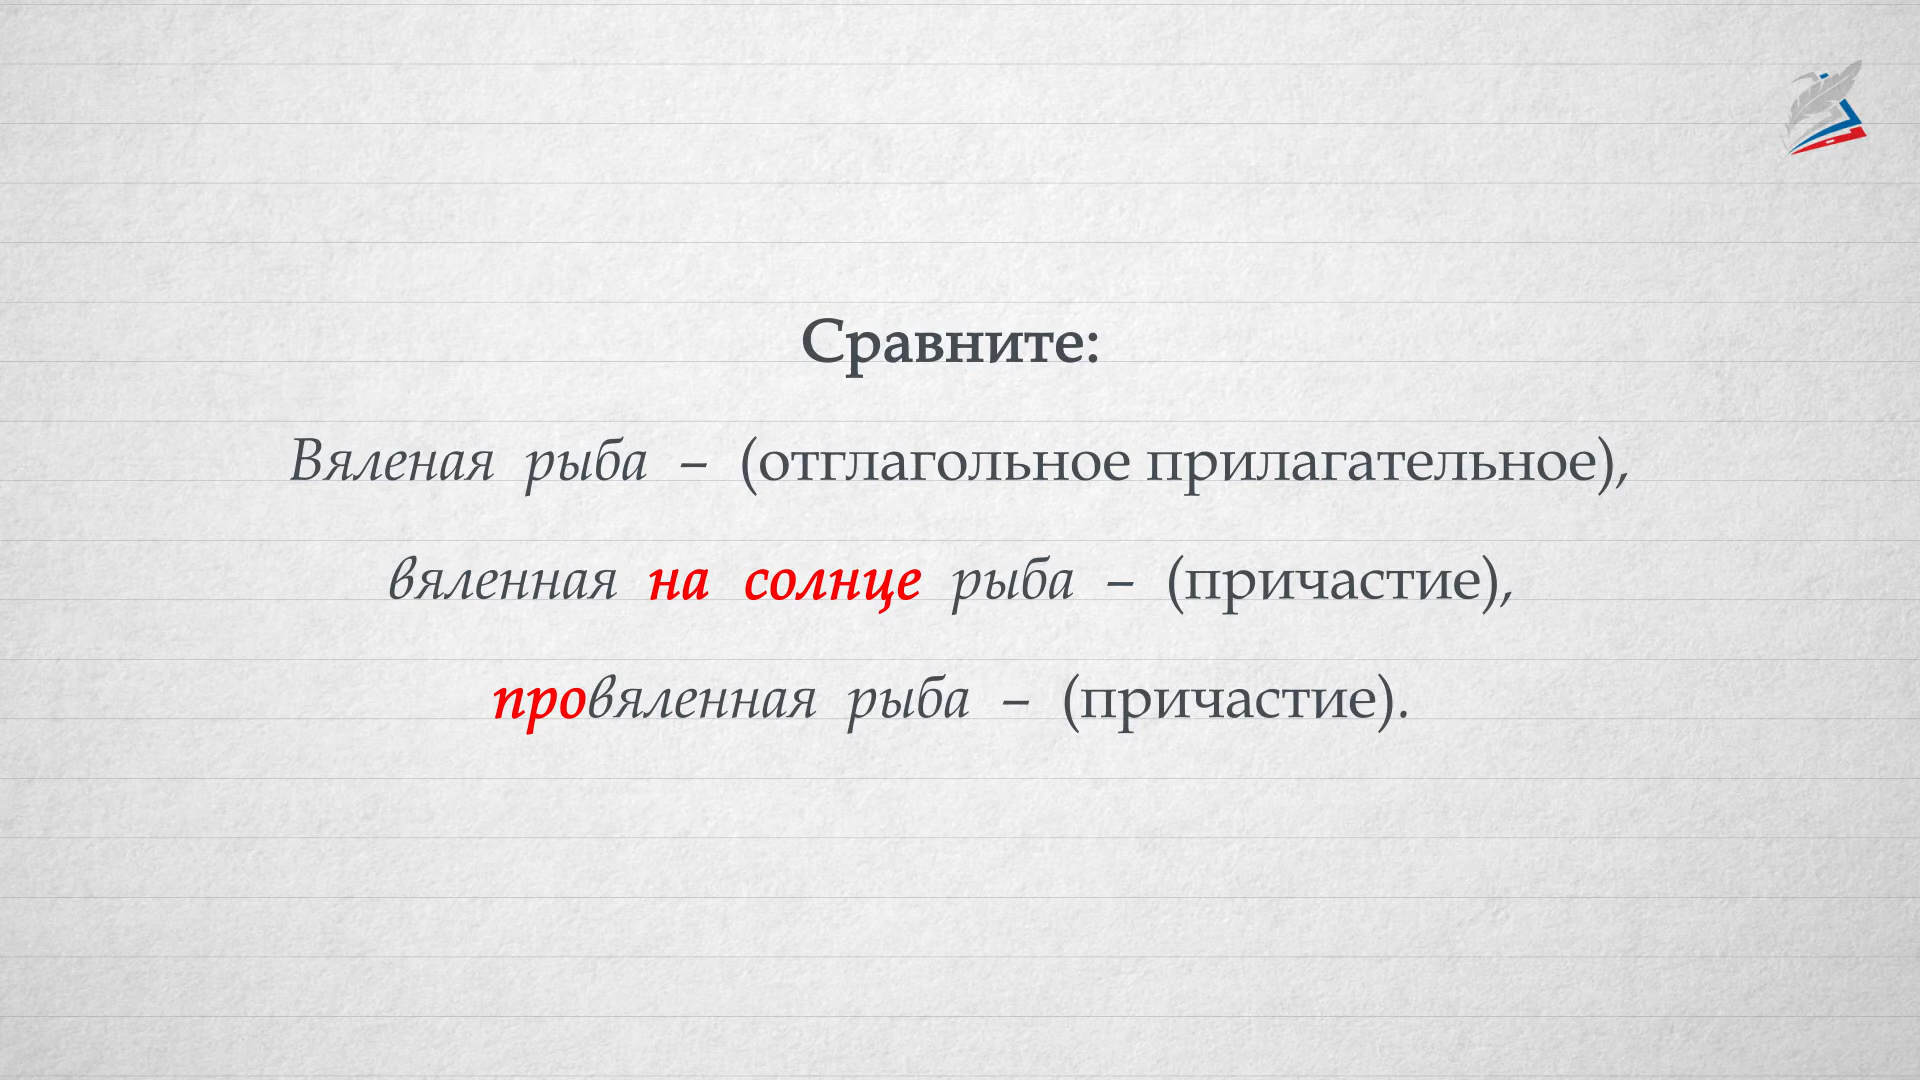 Сравните:
Вяленая рыба – (отглагольное прилагательное),
вяленная на солнце рыба – (причастие),
провяленная рыба – (причастие).